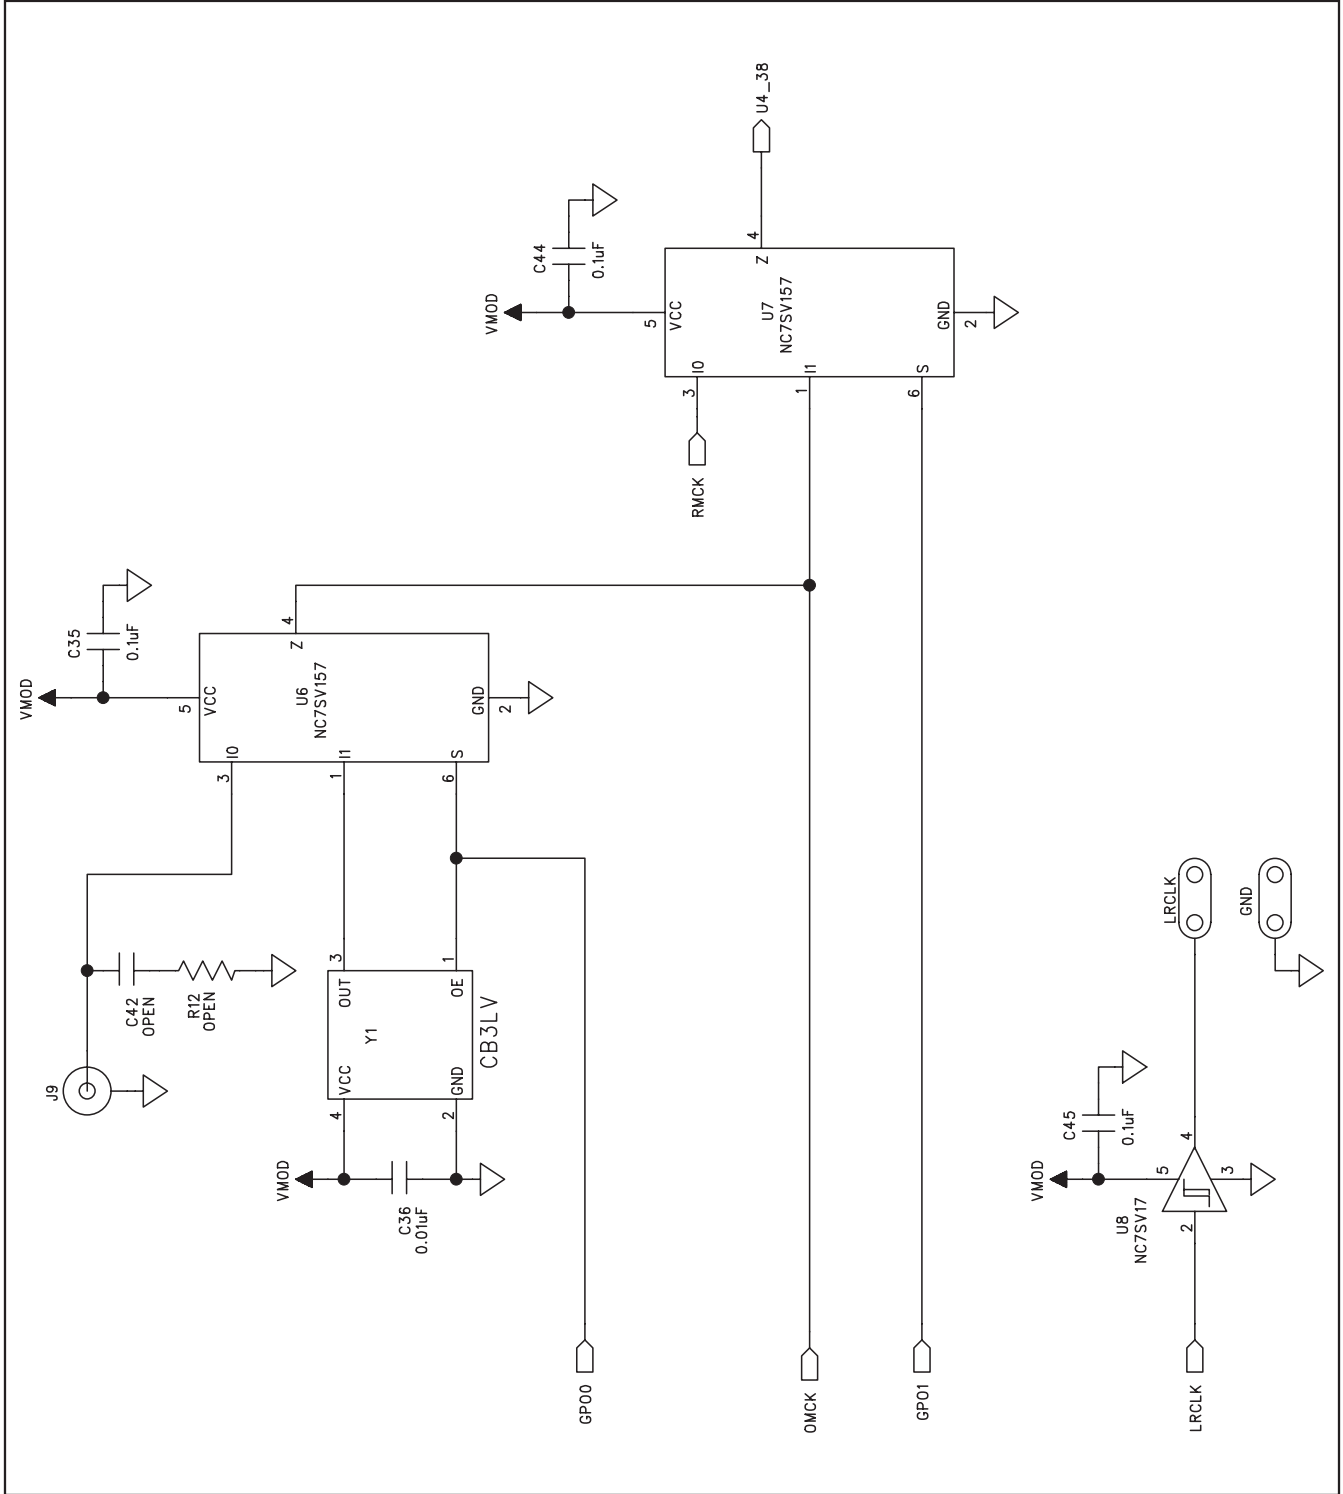 VMOD
C35
0.1uF
5
VCC
U6
NC7SV157
Z
4
3
I0
1
I1
6
S
GND
2
J9
C42
OPEN
R12
OPEN
3
OUT
1
OE
Y1
VCC
4
GND
2
CB3LV
VMOD
C36
0.01uF
GPO0
VMOD
C44
0.1uF
5
VCC
U7
NC7SV157
Z
4
U4_38
3
I0
RMCK
1
I1
6
S
GND
2
OMCK
GPO1
VMOD
C45
0.1uF
U8
NC7SV17
5
4
3
2
LRCLK
LRCLK
GND